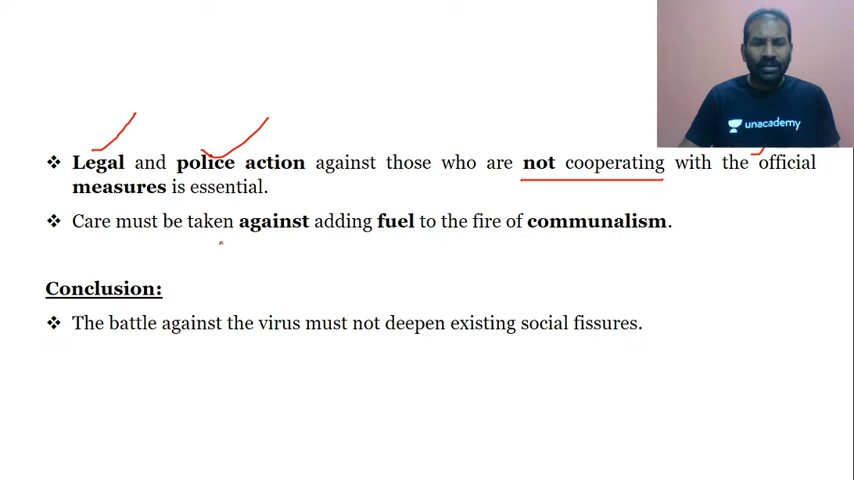 unacademy
❖ Legal and police action against those who are not cooperating with the official
measures is essential.
❖ Care must be taken against adding fuel to the fire of communalism.
Conclusion:
❖ The battle against the virus must not deepen existing social fissures.